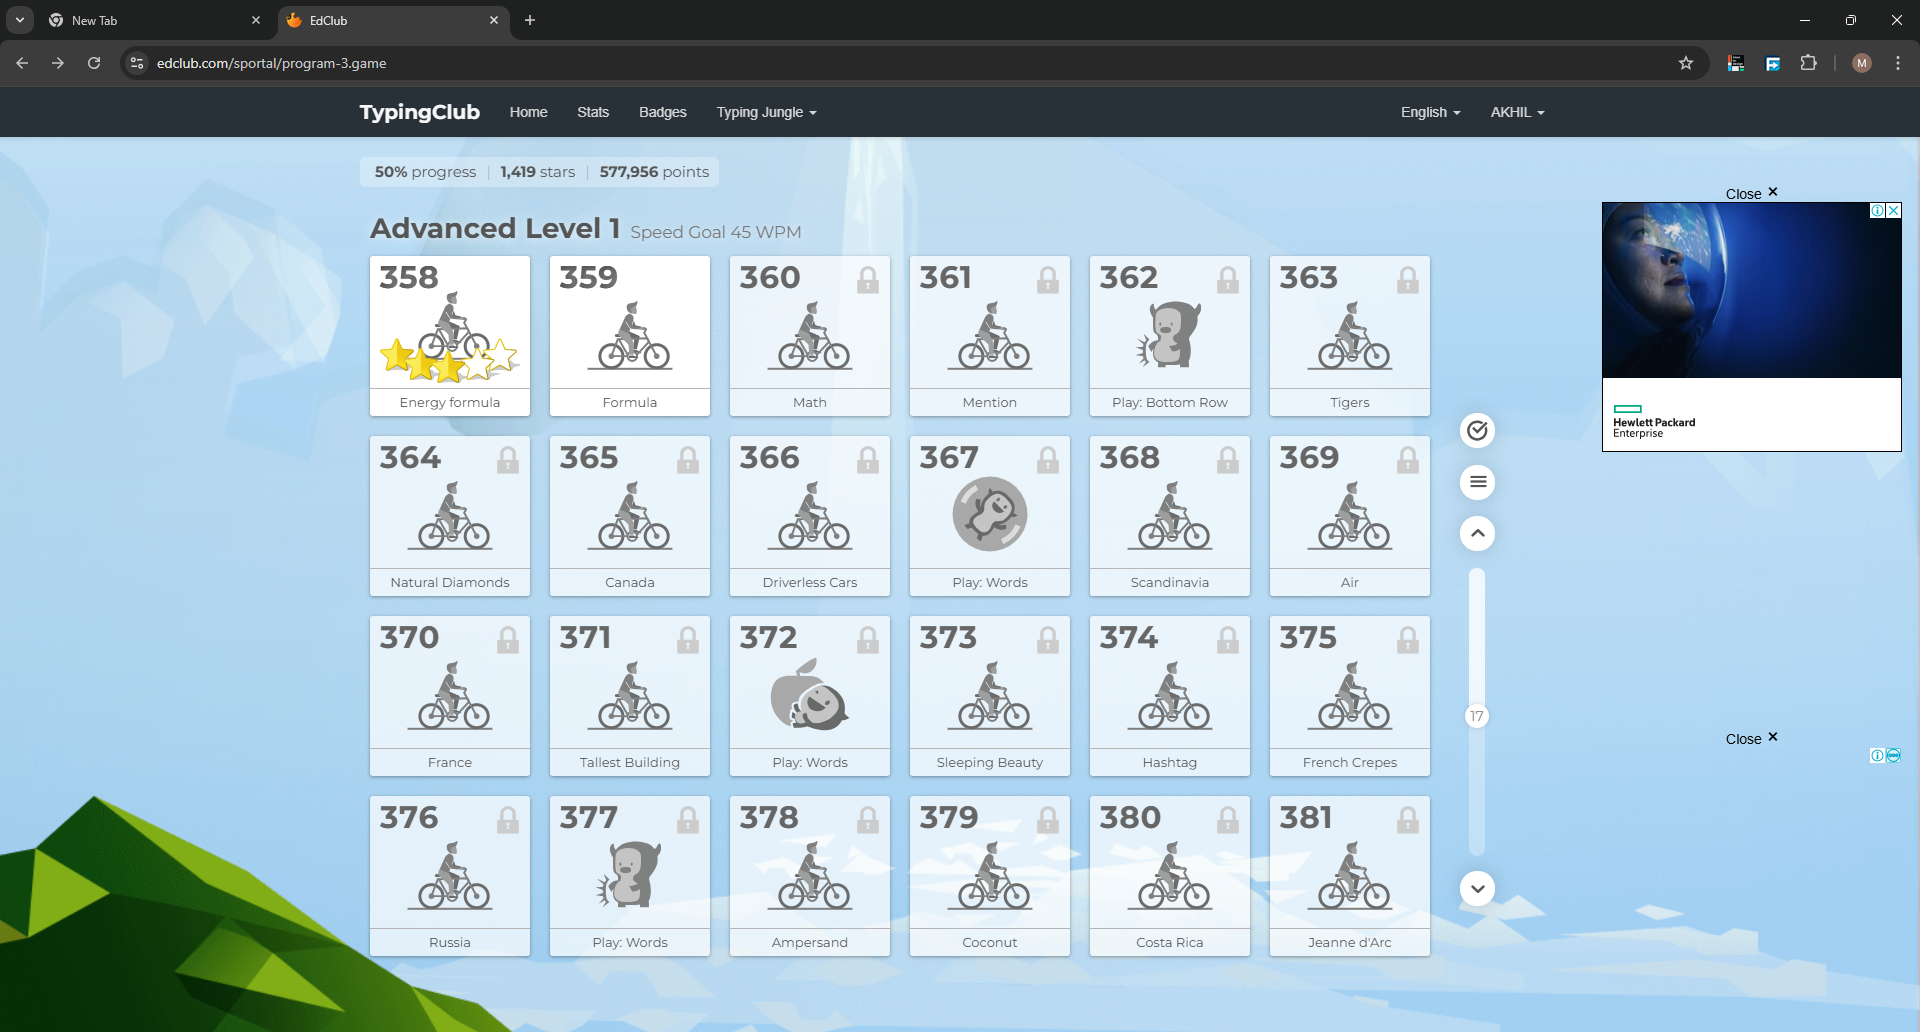 New Tab
EdClub
edclub.com/sportal/program-3.game
M
TypingClub Home Stats Badges Typing Jungle English AKHIL
50% progress | 1,419 stars | 577,956 points
Close ×
Advanced Level 1 Speed Goal 45 WPM
358 359 360 361 362 363
Energy formula Formula Math Mention Play: Bottom Row Tigers
Hewlett Packard
Enterprise
364 365 366 367 368 369
Natural Diamonds Canada Driverless Cars Play: Words Scandinavia Air
370 371 372 373 374 375
17
Close ×
France Tallest Building Play: Words Sleeping Beauty Hashtag French Crepes
376 377 378 379 380 381
Russia Play: Words Ampersand Coconut Costa Rica Jeanne d'Arc